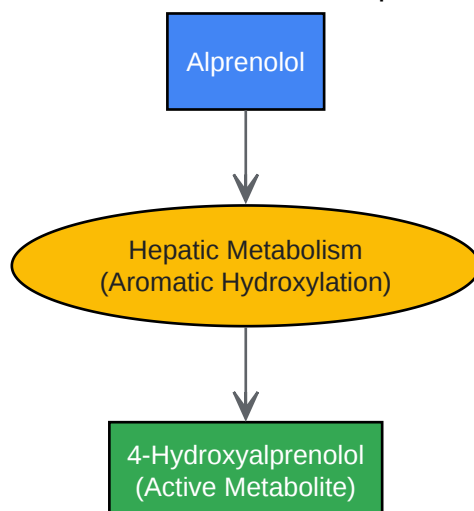 Alprenolol
Hepatic Metabolism
(Aromatic Hydroxylation)
4-Hydroxyalprenolol
(Active Metabolite)